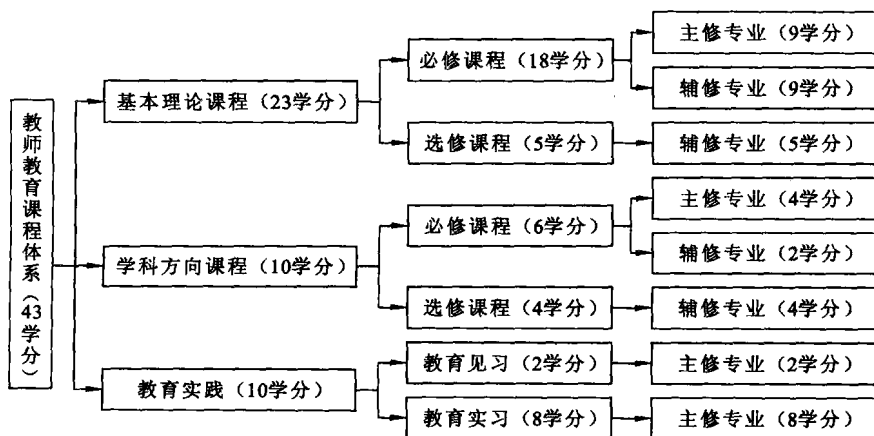 教师教育课程体系（43学分）
基本理论课程（23学分）
必修课程（18学分）
主修专业（9学分）
辅修专业（9学分）
选修课程（5学分）
辅修专业（5学分）
学科方向课程（10学分）
必修课程（6学分）
主修专业（4学分）
辅修专业（2学分）
选修课程（4学分）
辅修专业（4学分）
教育实践（10学分）
教育见习（2学分）
主修专业（2学分）
教育实习（8学分）
主修专业（8学分）